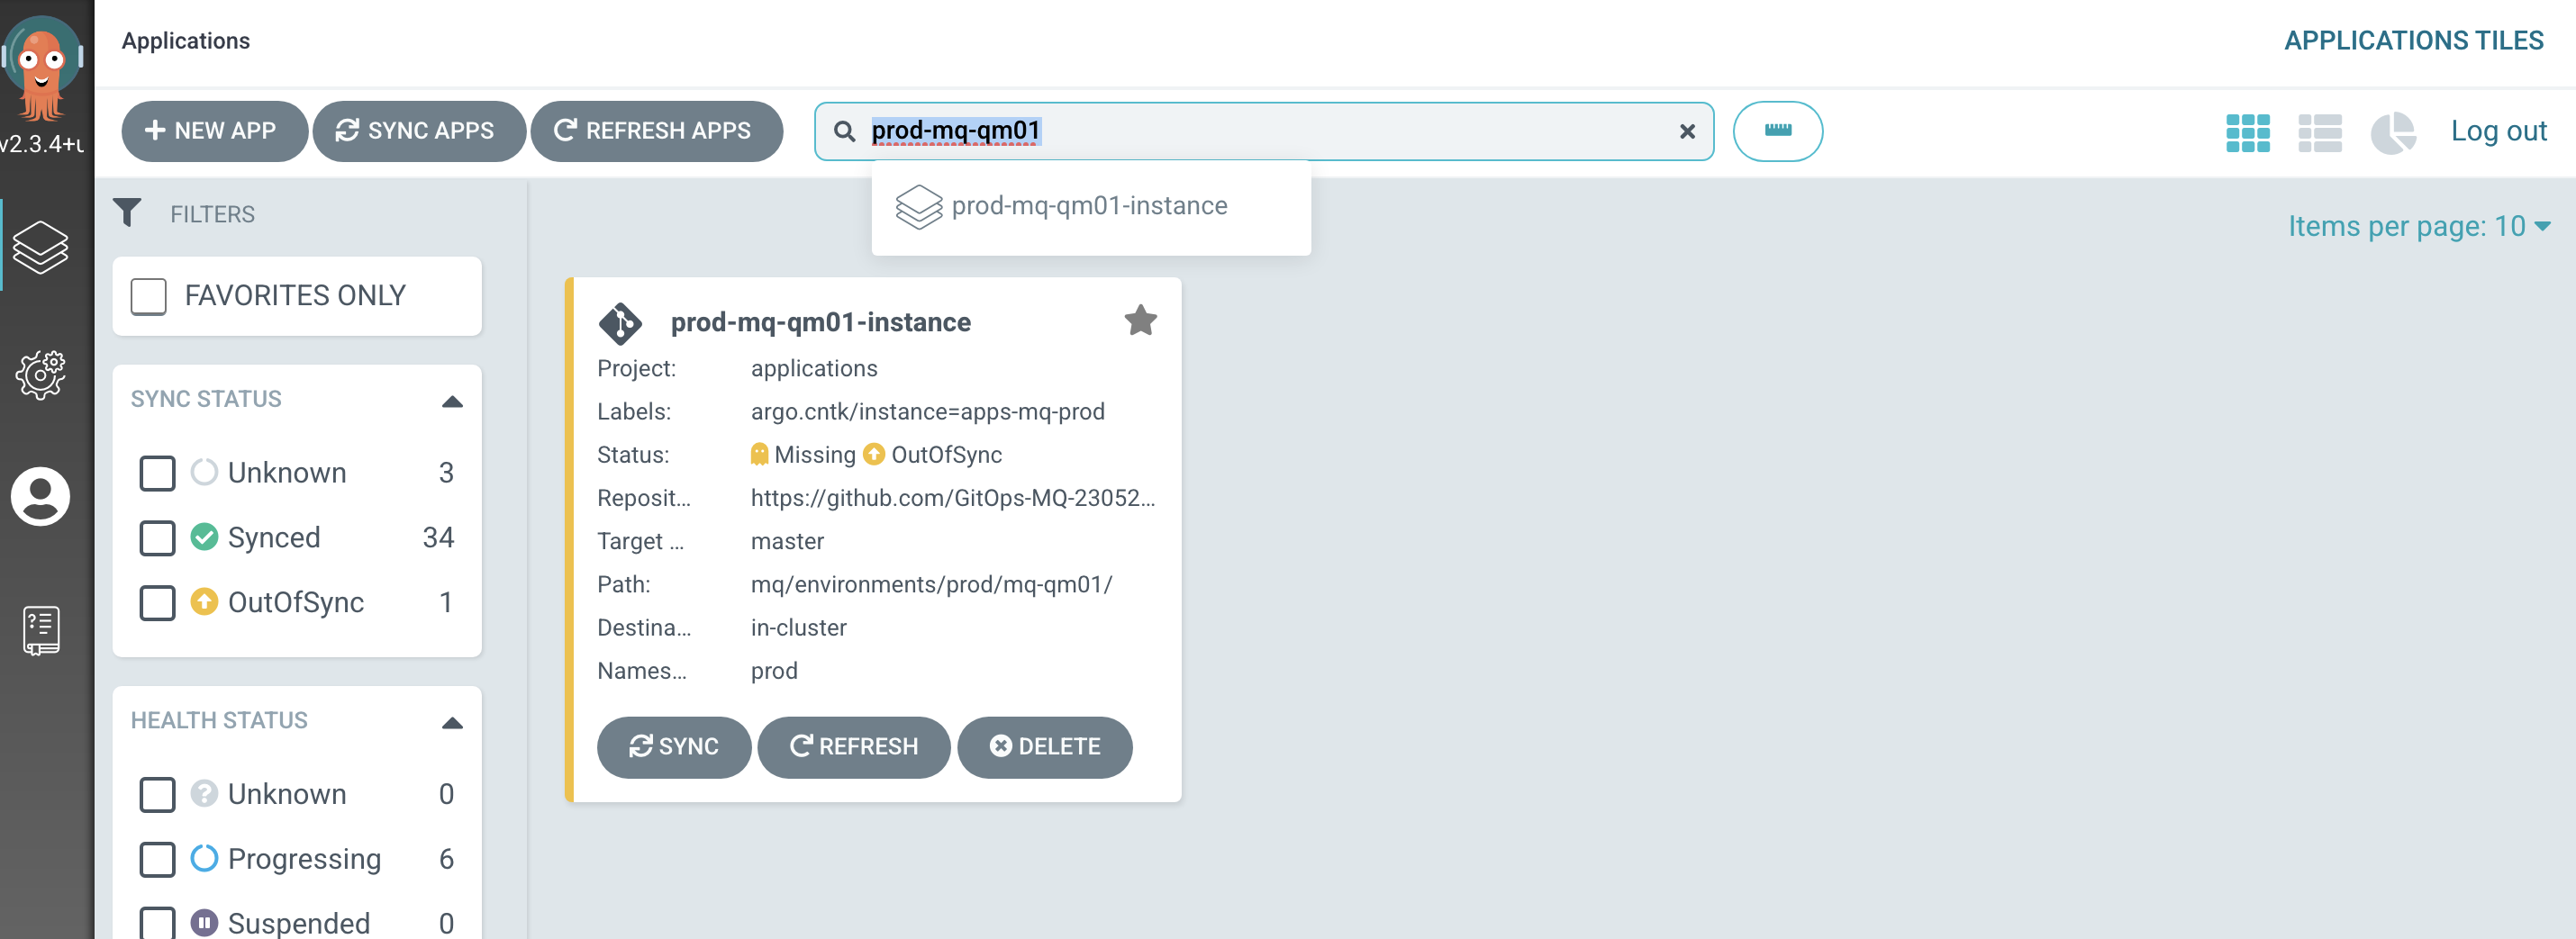 Applications
APPLICATIONS TILES
v2.3.4+u
NEW APP
SYNC APPS
REFRESH APPS
prod-mq-qm01
Log out
prod-mq-qm01-instance
Items per page: 10
FILTERS
FAVORITES ONLY
SYNC STATUS
Unknown 3
Synced 34
OutOfSync 1
HEALTH STATUS
Unknown 0
Progressing 6
Suspended 0
prod-mq-qm01-instance
Project: applications
Labels: argo.cntk/instance=apps-mq-prod
Status: Missing OutOfSync
Reposit... https://github.com/GitOps-MQ-23052...
Target ... master
Path: mq/environments/prod/mq-qm01/
Destina... in-cluster
Names... prod
SYNC
REFRESH
DELETE